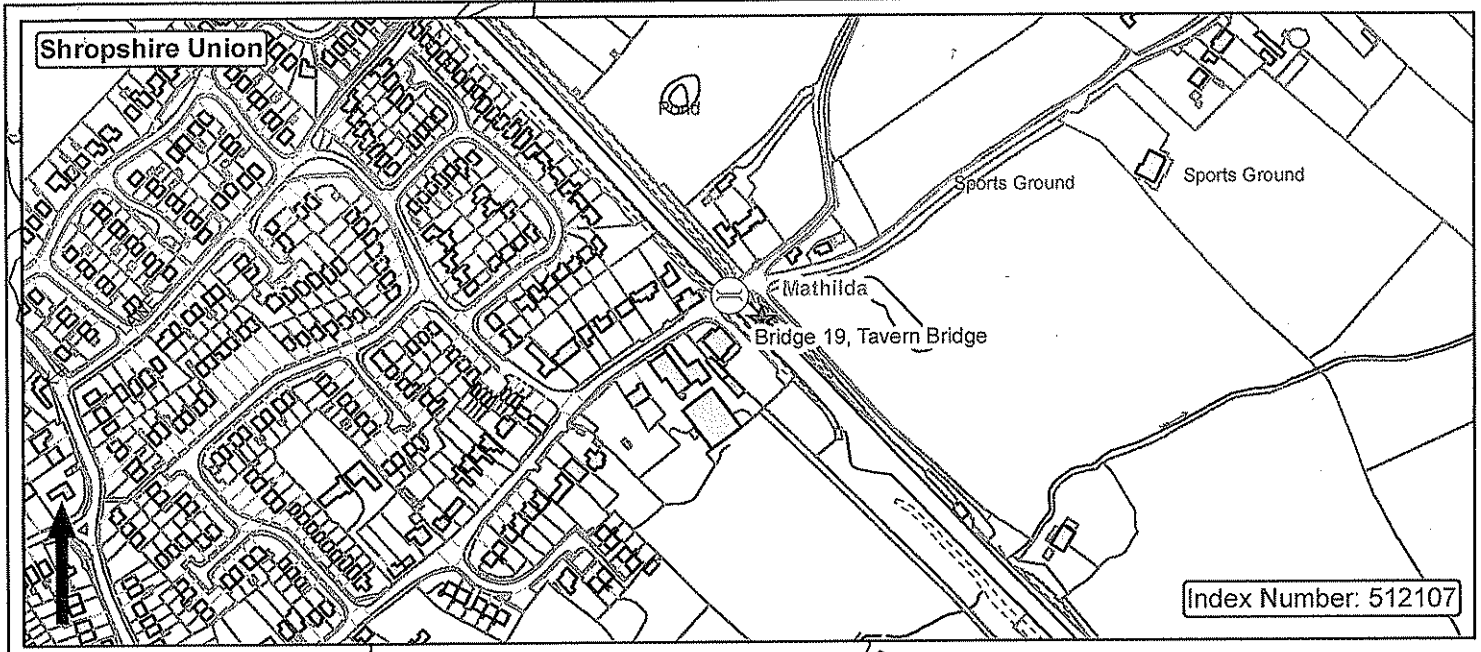 Shropshire Union
Pond
Sports Ground
Sports Ground
Mathilda
Bridge 19, Tavern Bridge
Index Number: 512107